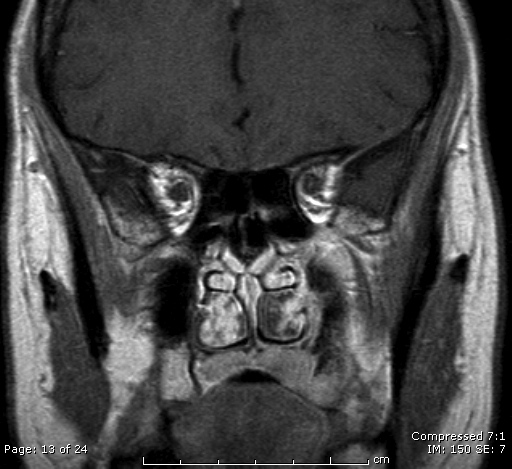 Compressed 7:1
Page: 13 of 24
IM: 150 SE: 7
cm